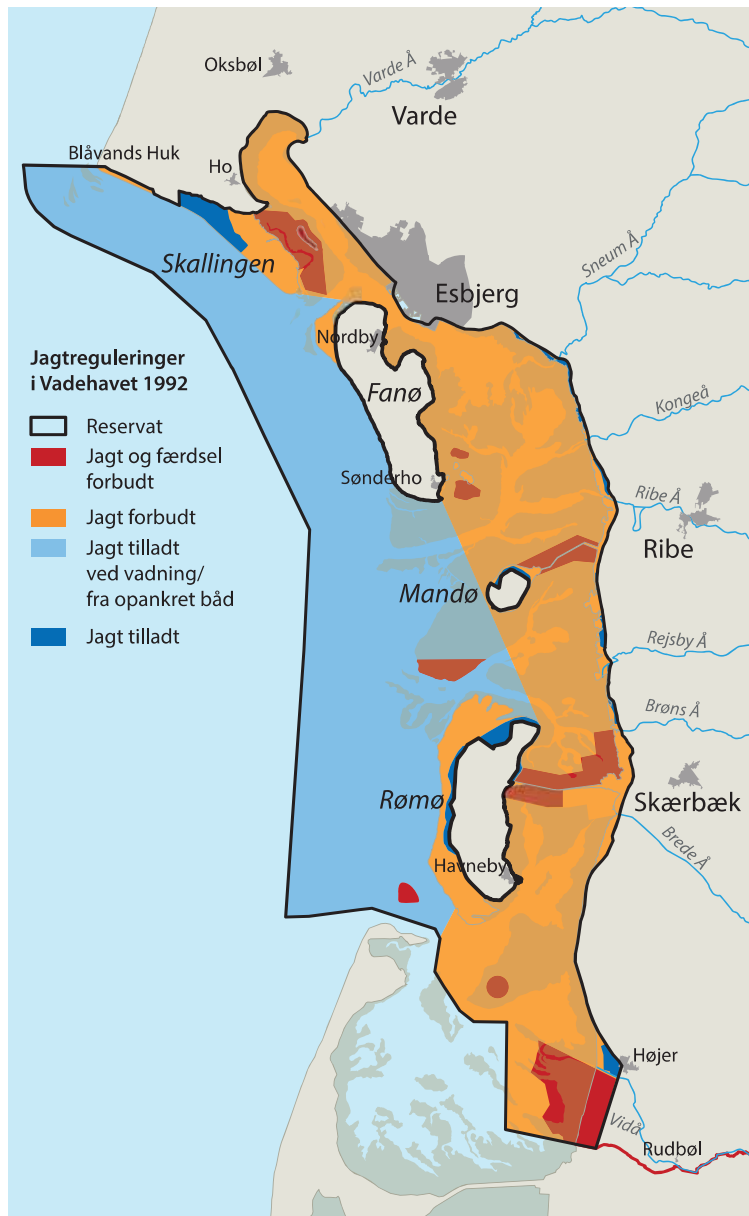 Oksbøl
Varde Å
Varde
Blåvands Huk
Ho
Sneum Å
Skallingen
Esbjerg
Nordby
Jagtreguleringer
i Vadehavet 1992
Reservat
Jagt og færdsel
forbudt
Jagt forbudt
Jagt tilladt
ved vadning/
fra opankret båd
Jagt tilladt
Fanø
Kongeå
Sønderho
Ribe Å
Ribe
Mandø
Rejsby Å
Brøns Å
Rømø
Skærbæk
Brede Å
Havneby
Højer
Vidå
Rudbøl